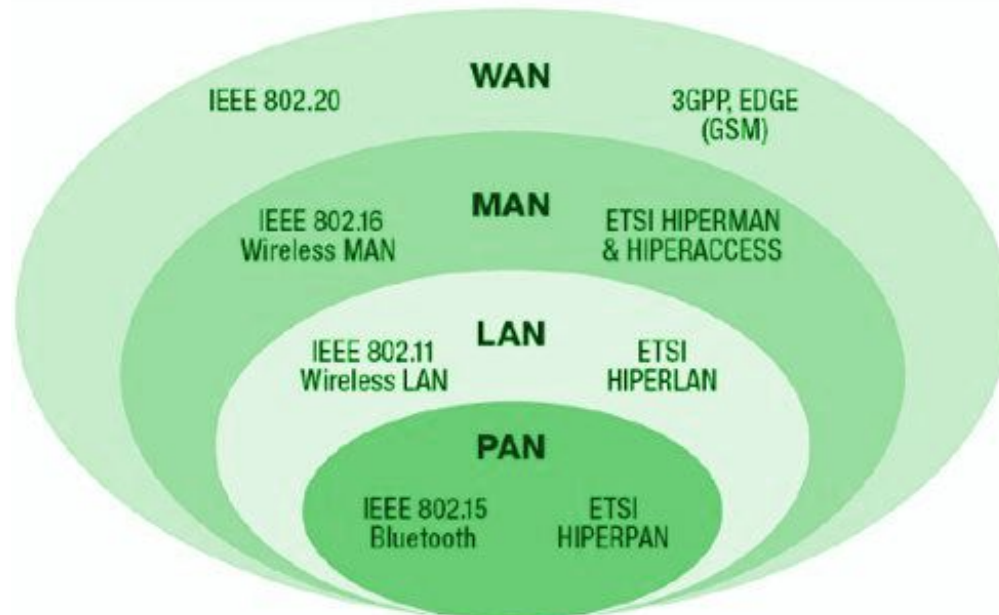 WAN
IEEE 802.20
3GPP, EDGE
(GSM)
MAN
IEEE 802.16
Wireless MAN
ETSI HIPERMAN
& HIPERACCESS
LAN
IEEE 802.11
Wireless LAN
ETSI
HIPERLAN
PAN
IEEE 802.15
Bluetooth
ETSI
HIPERPAN